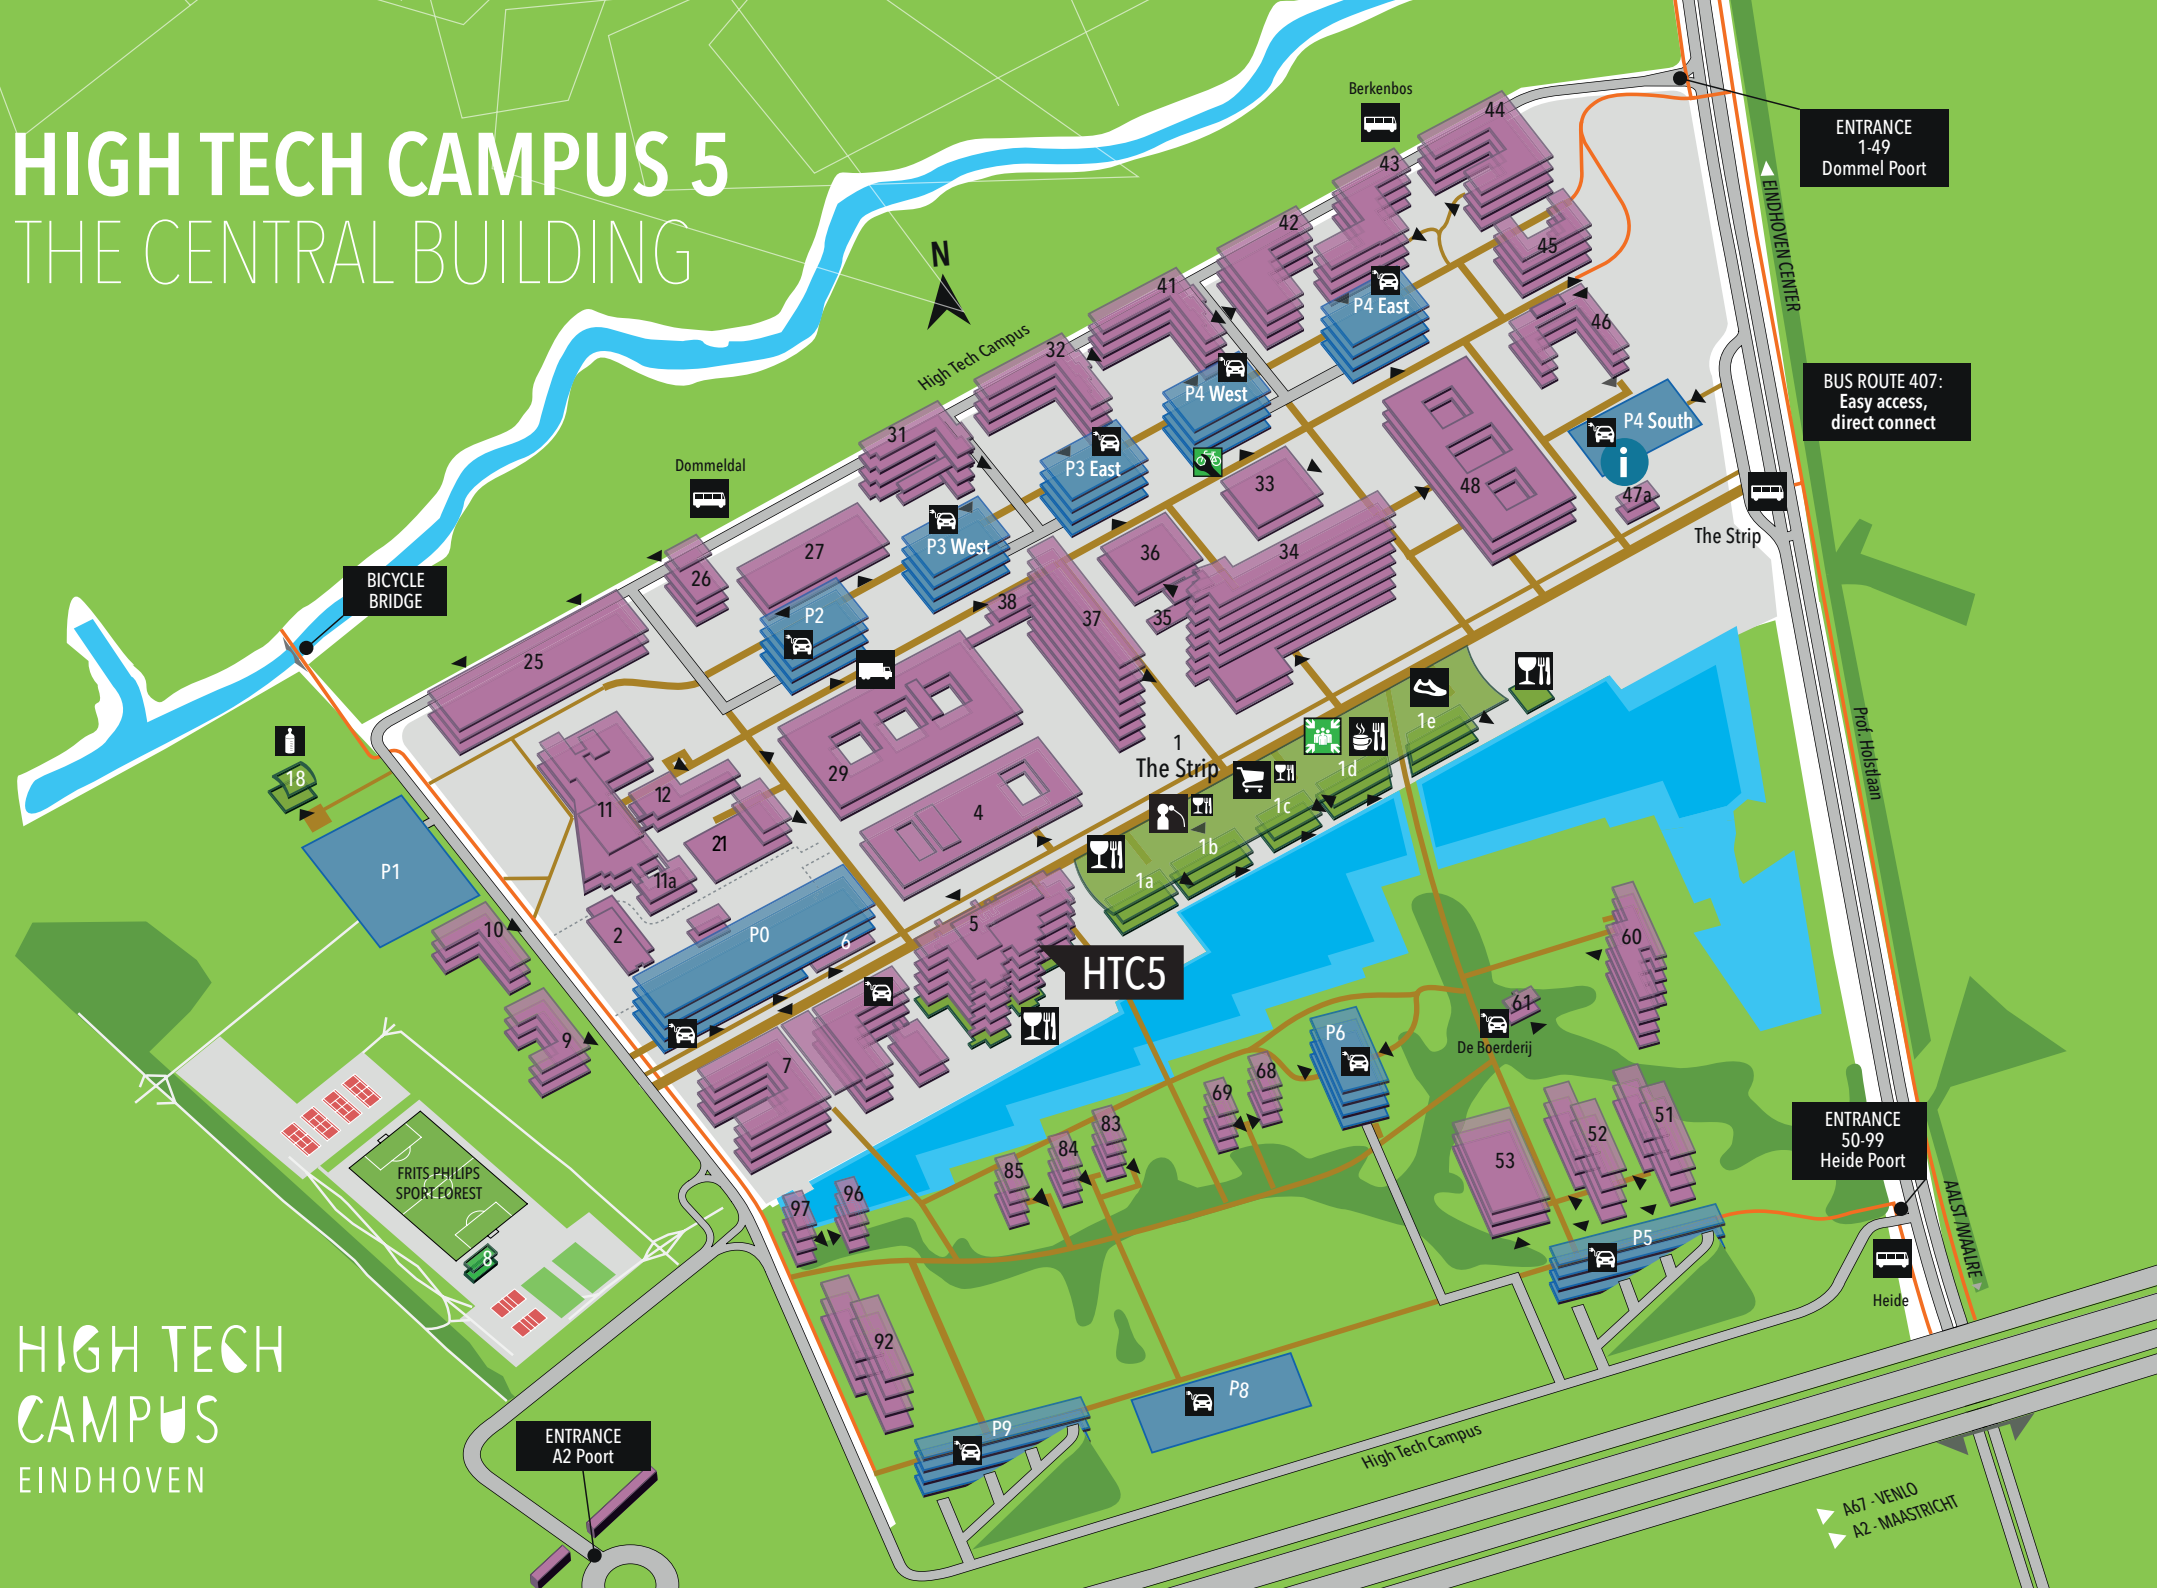 HIGH TECH CAMPUS 5
THE CENTRAL BUILDING
N
Berkenbos
ENTRANCE
1-49
Dommel Poort
EINDHOVEN CENTER
44
43
42
41
45
46
P4 East
P4 West
P4 South
High Tech Campus
32
31
P3 East
P3 West
BUS ROUTE 407:
Easy access,
direct connect
i
47a
48
The Strip
33
34
35
36
37
38
Dommeldal
27
26
P2
25
BICYCLE
BRIDGE
18
P1
29
4
12
11
21
11a
2
P0
6
5
HTC5
1
The Strip
1a
1b
1c
1d
1e
Prof. Holstlaan
10
9
7
60
61
De Boerderij
P6
68
69
83
84
85
96
97
51
52
53
P5
ENTRANCE
50-99
Heide Poort
AALST WAALRE
Heide
FRITS PHILIPS
SPORT FOREST
8
92
P9
P8
High Tech Campus
HIGH TECH
CAMPUS
EINDHOVEN
ENTRANCE
A2 Poort
A67 - VENLO
A2 - MAASTRICHT